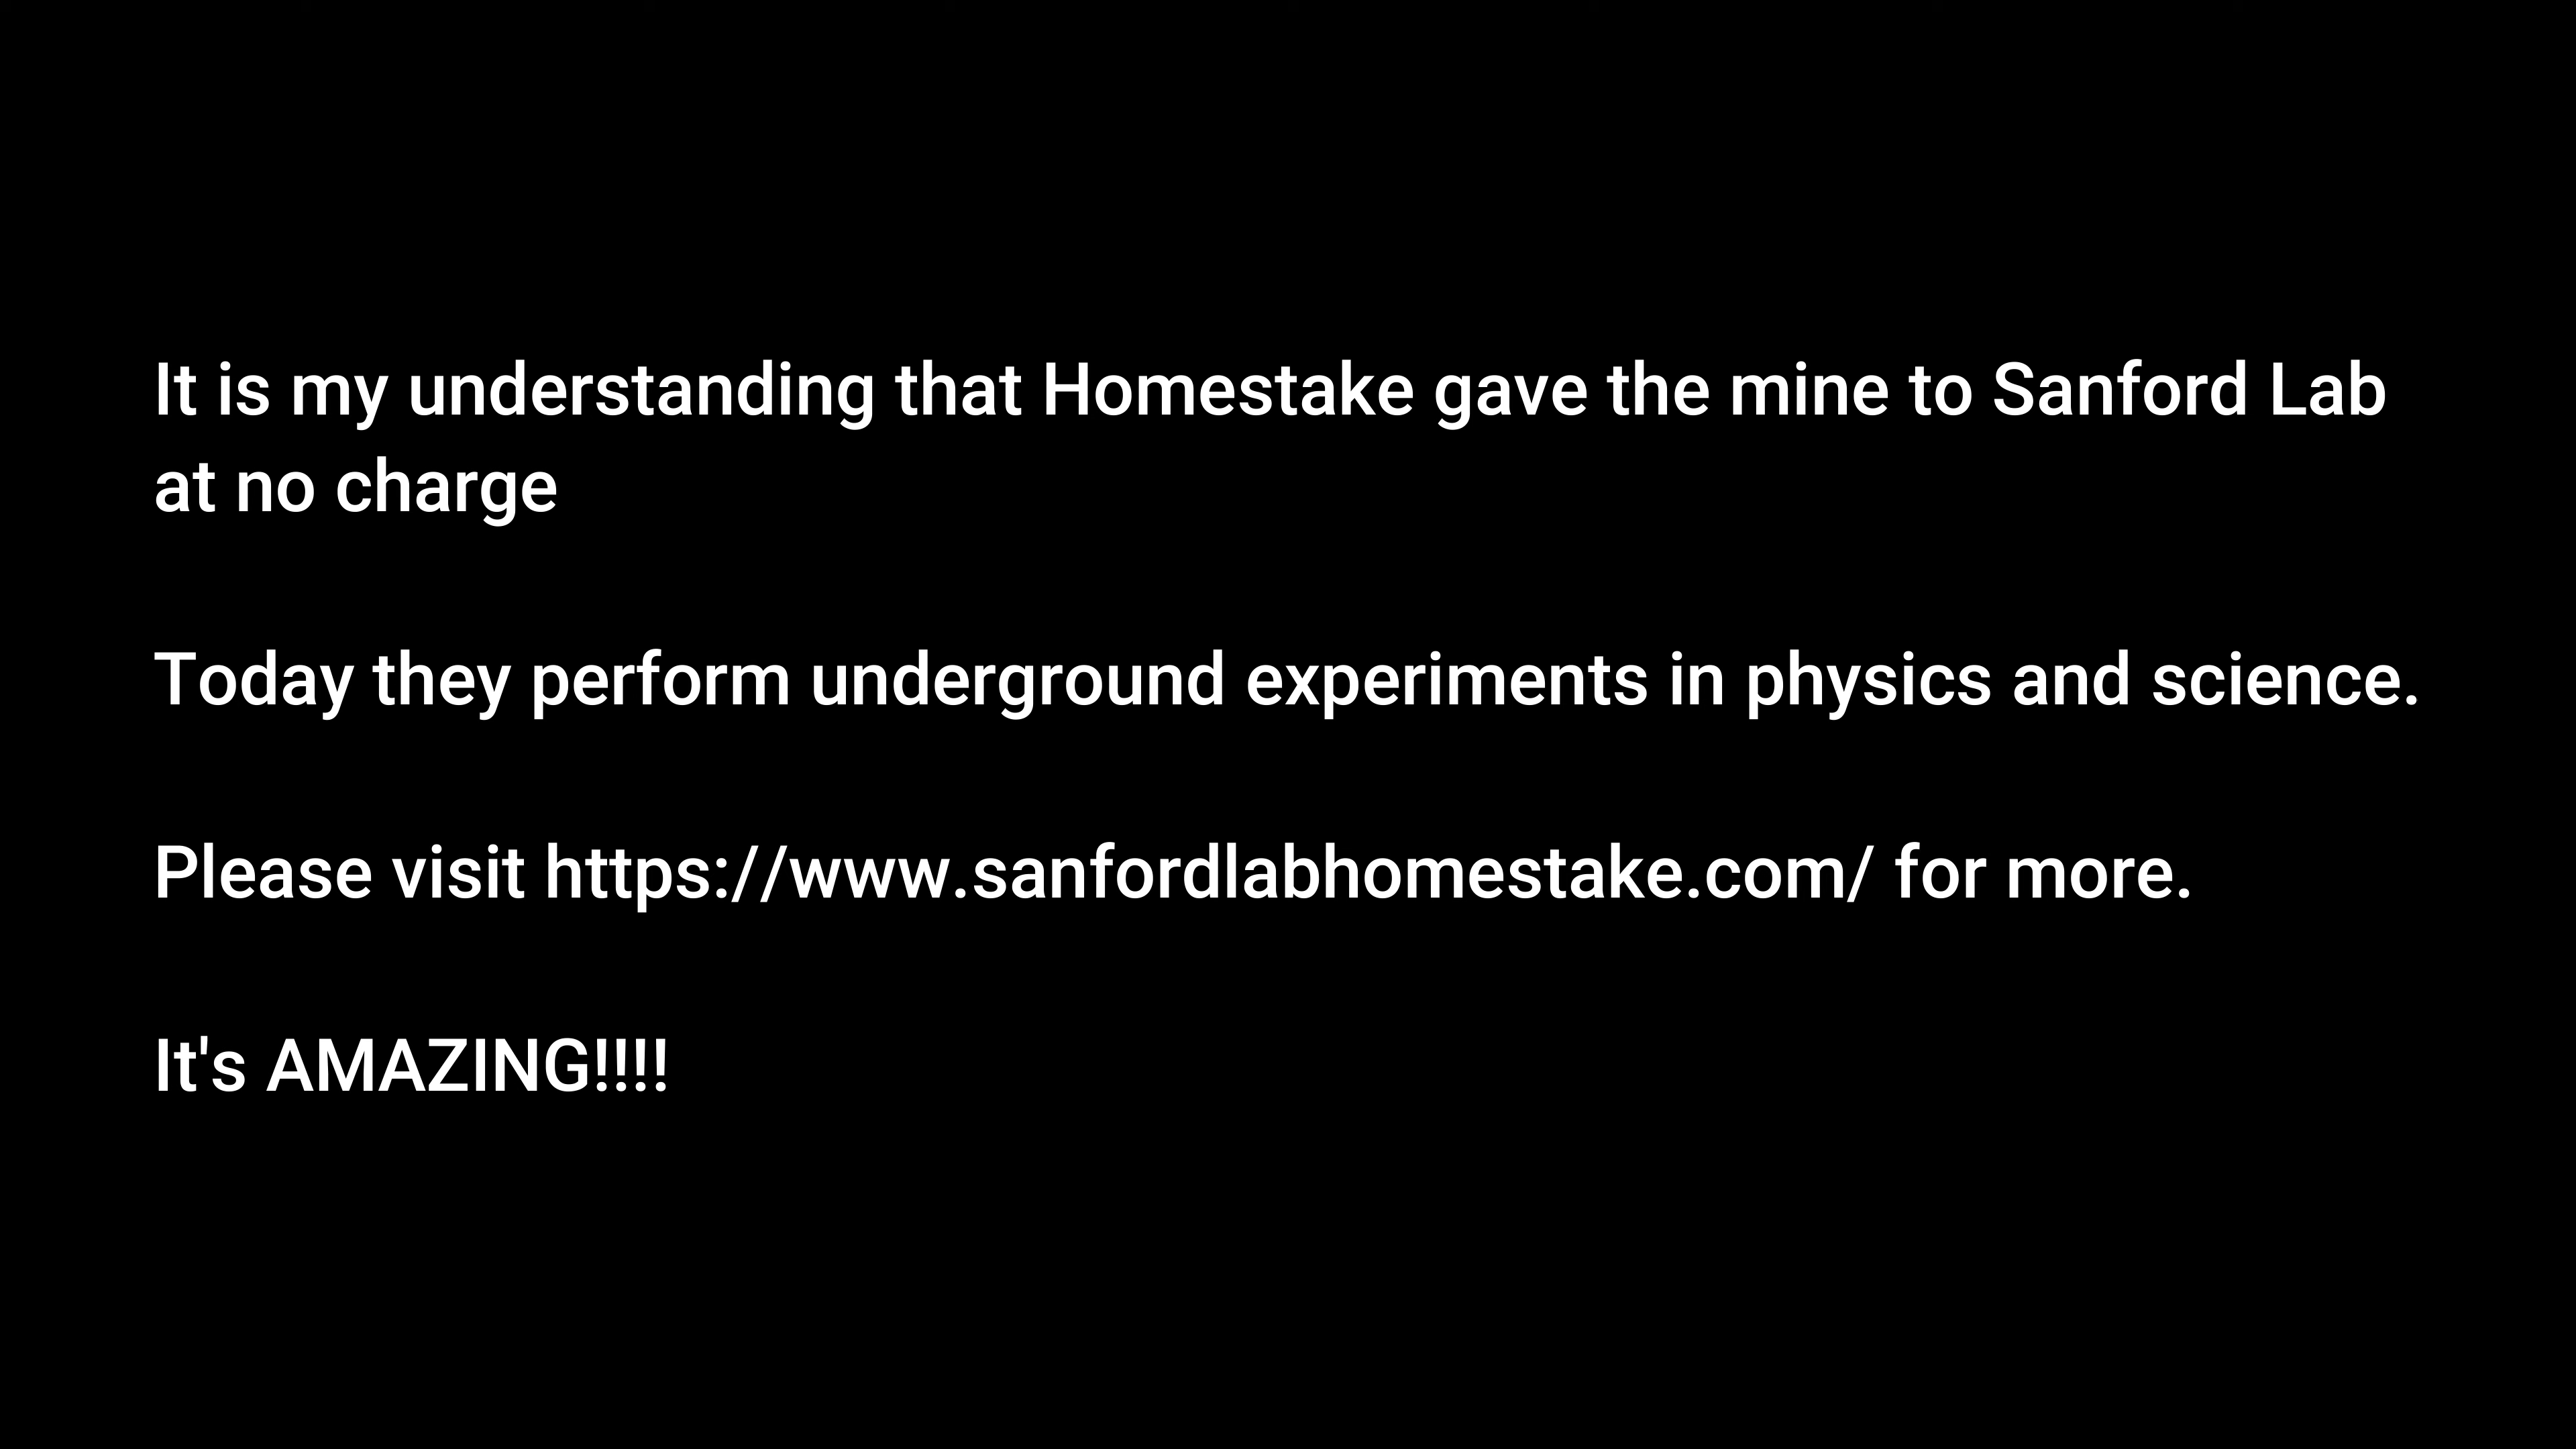 It is my understanding that Homestake gave the mine to Sanford Lab
at no charge
Today they perform underground experiments in physics and science.
Please visit https://www.sanfordlabhomestake.com/ for more.
It's AMAZING!!!!